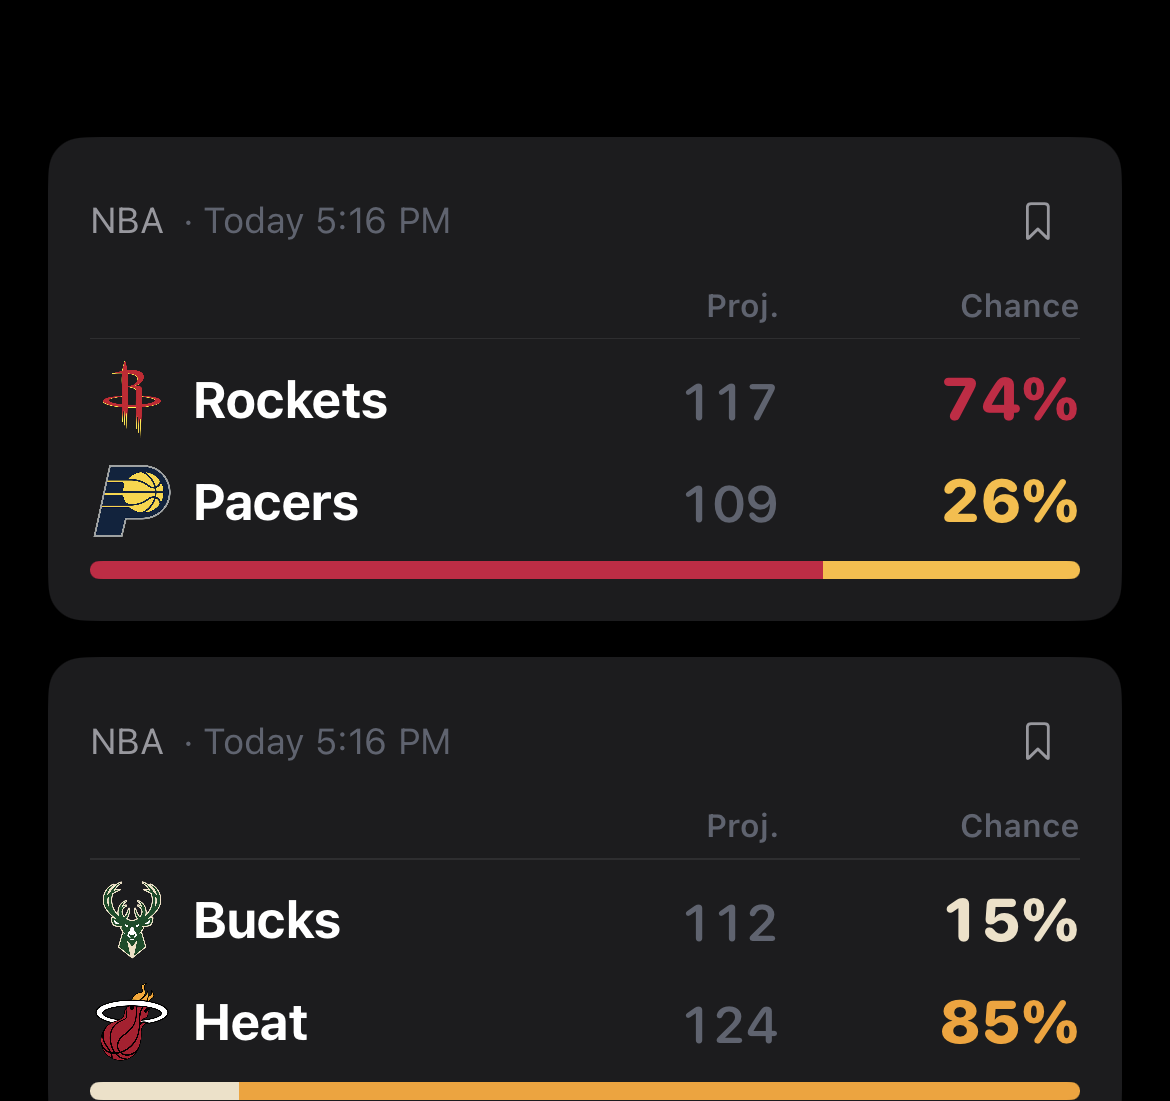 NBA · Today 5:16 PM
Proj. Chance
Rockets 117 74%
Pacers 109 26%
NBA · Today 5:16 PM
Proj. Chance
Bucks 112 15%
Heat 124 85%